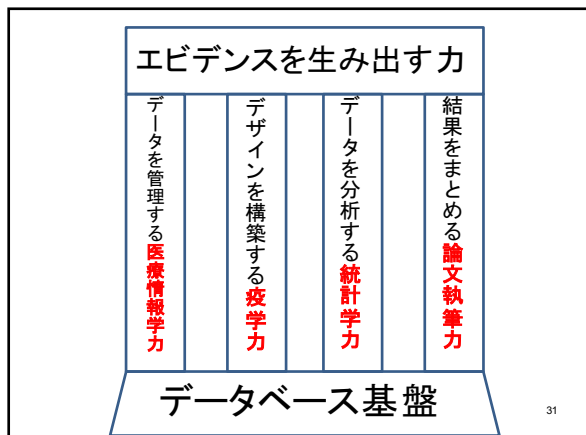 エビデンスを生み出す力
データを管理する医療情報学力
デザインを構築する疫学力
データを分析する統計学力
結果をまとめる論文執筆力
データベース基盤
31